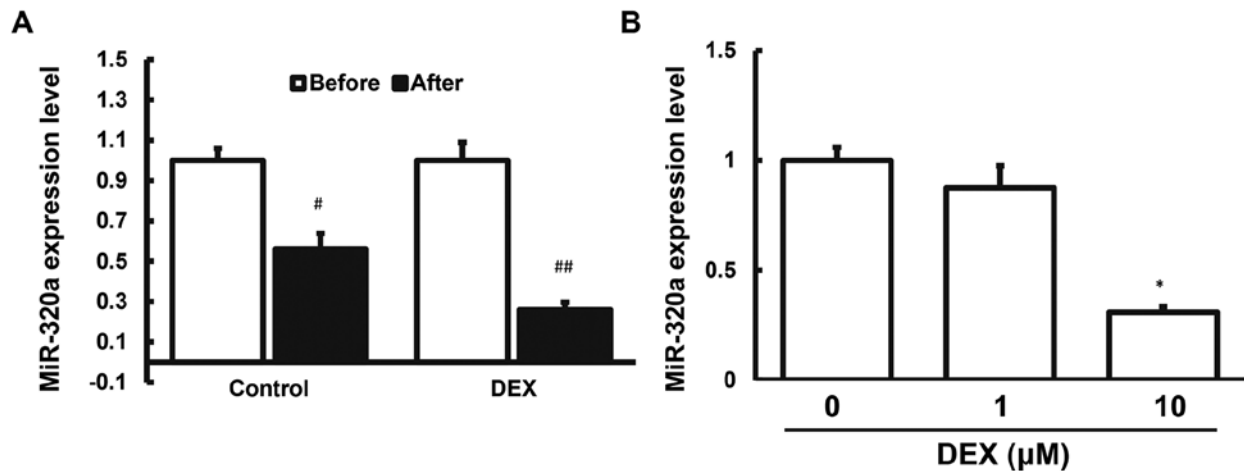 A
MiR-320a expression level
1.5
1.3
1.1
0.9
0.7
0.5
0.3
0.1
-0.1
Before After
#
##
Control DEX
B
MiR-320a expression level
1.5
1
0.5
0
*
0 1 10
DEX (µM)